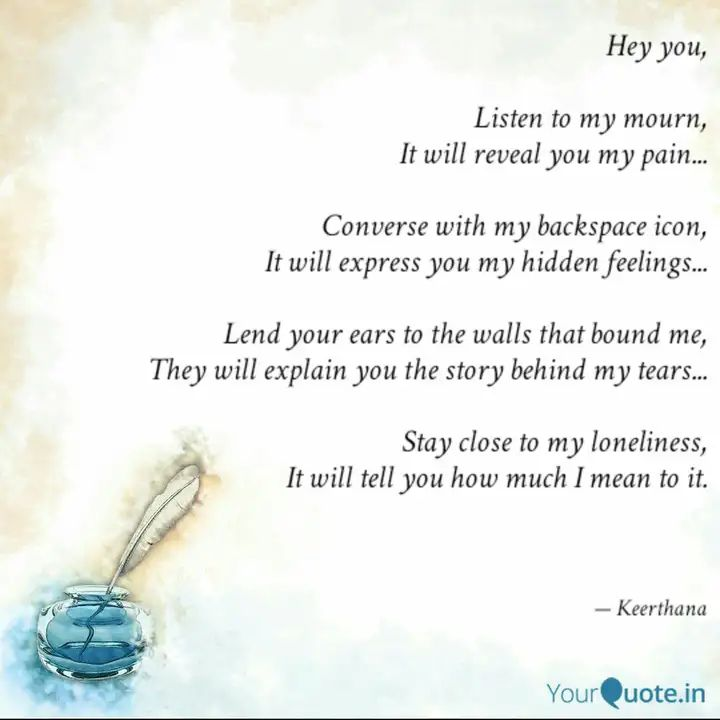 Hey you,
Listen to my mourn,
It will reveal you my pain...
Converse with my backspace icon,
It will express you my hidden feelings...
Lend your ears to the walls that bound me,
They will explain you the story behind my tears...
Stay close to my loneliness,
It will tell you how much I mean to it.
— Keerthana
YourQuote.in